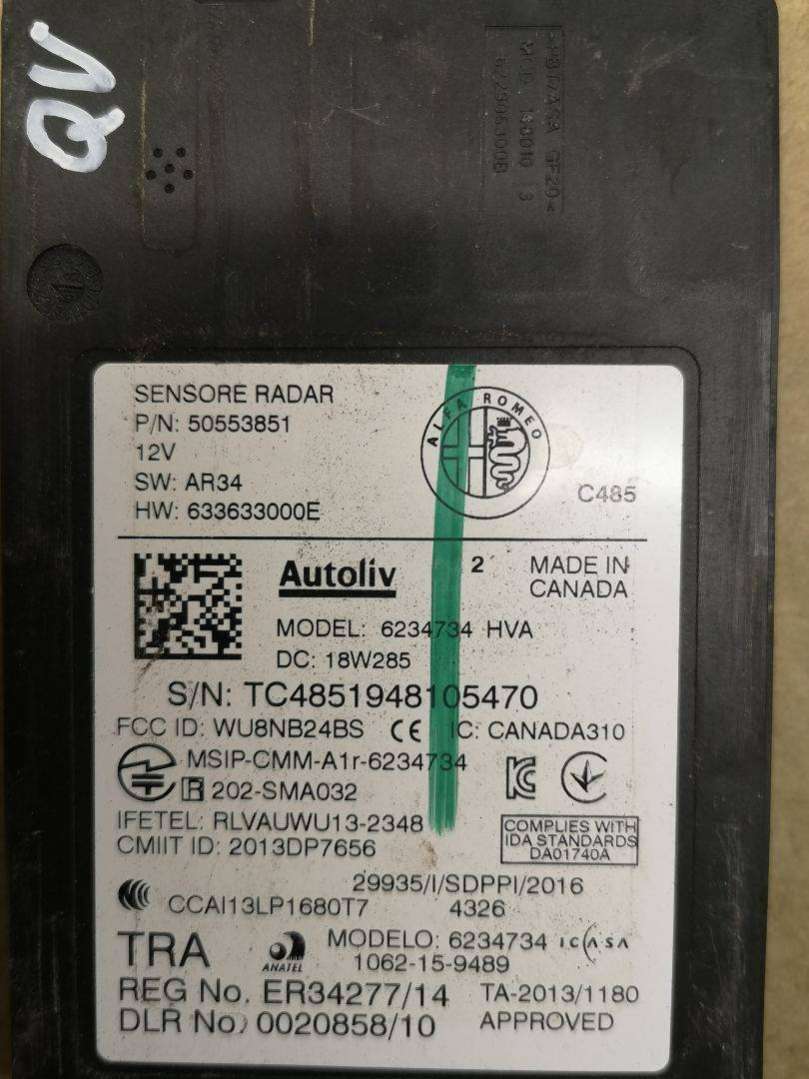 QV
SENSORE RADAR
P/N: 50553851
12V
SW: AR34
HW: 633633000E
ALFA ROMEO
C485
Autoliv
2
MADE IN
CANADA
MODEL: 6234734 HVA
DC: 18W285
S/N: TC4851948105470
FCC ID: WU8NB24BS CE IC: CANADA310
MSIP-CMM-A1r-6234734
R 202-SMA032
IFETEL: RLVAUWU13-2348
CMIIT ID: 2013DP7656
COMPLIES WITH
IDA STANDARDS
DA01740A
29935/I/SDPPI/2016
CCAI13LP1680T7 4326
TRA ANATEL MODELO: 6234734 ICASA
1062-15-9489
REG No. ER34277/14 TA-2013/1180
DLR No. 0020858/10 APPROVED